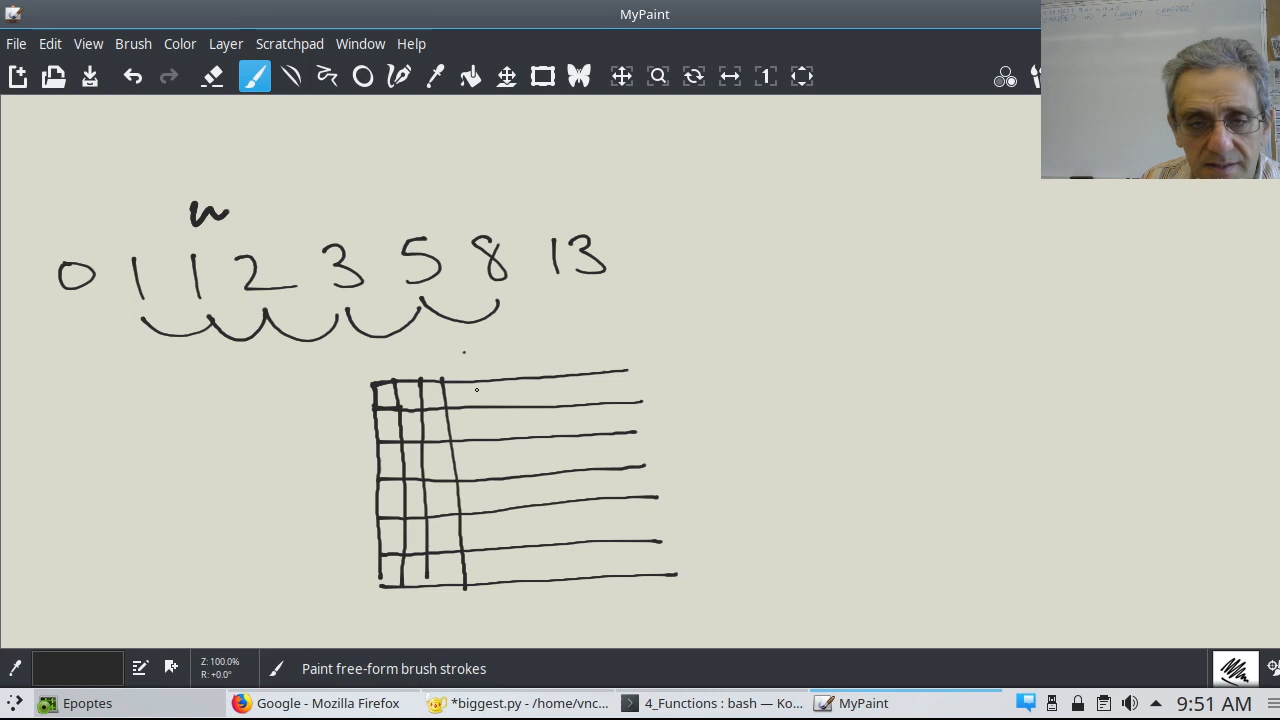 MyPaint
File Edit View Brush Color Layer Scratchpad Window Help
1
n
0 1 1 2 3 5 8 13
Z: 100.0%
R: +0.0°
Paint free-form brush strokes
Epoptes
Google - Mozilla Firefox
*biggest.py - /home/vnc...
4_Functions : bash — Ko...
MyPaint
9:51 AM